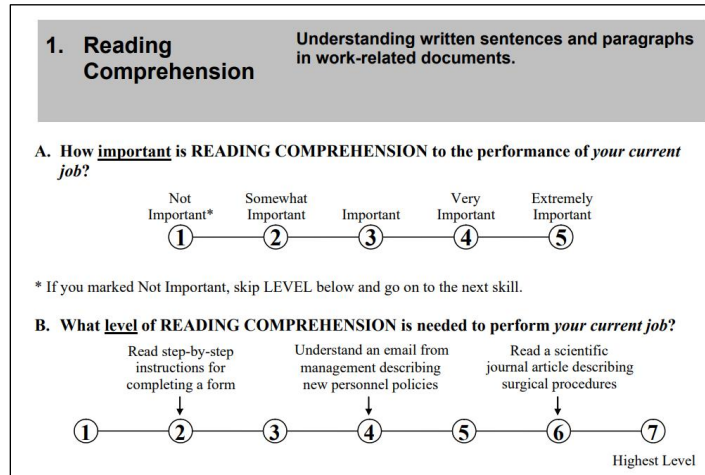 1. Reading
Comprehension
Understanding written sentences and paragraphs
in work-related documents.
A. How important is READING COMPREHENSION to the performance of your current
job?
Not
Important*
Somewhat
Important
Important
Very
Important
Extremely
Important
1 2 3 4 5
* If you marked Not Important, skip LEVEL below and go on to the next skill.
B. What level of READING COMPREHENSION is needed to perform your current job?
Read step-by-step
instructions for
completing a form
Understand an email from
management describing
new personnel policies
Read a scientific
journal article describing
surgical procedures
1 2 3 4 5 6 7
Highest Level